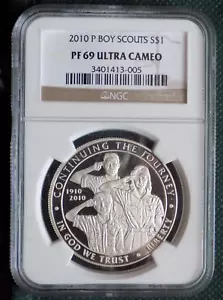 2010 P BOY SCOUTS S$1
PF 69 ULTRA CAMEO
3401413-005
NGC
CONTINUING THE JOURNEY
1910
2010
IN GOD WE TRUST
LIBERTY